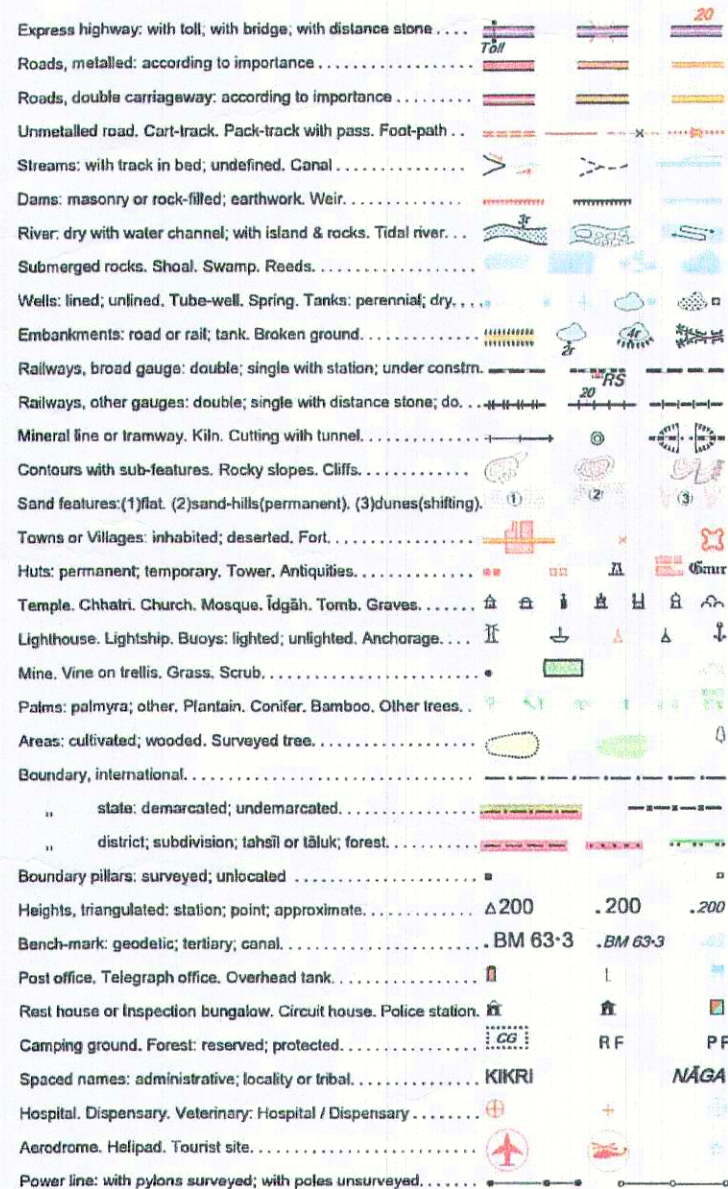 20
Express highway: with toll; with bridge; with distance stone ....
Toll
Roads, metalled: according to importance .................
Roads, double carriageway: according to importance .........
Unmetalled road. Cart-track. Pack-track with pass. Foot-path ..
Streams: with track in bed; undefined. Canal .................
Dams: masonry or rock-filled; earthwork. Weir.................
River: dry with water channel; with island & rocks. Tidal river... 3r
Submerged rocks. Shoal. Swamp. Reeds......................
Wells: lined; unlined. Tube-well. Spring. Tanks: perennial; dry....
Embankments: road or rail; tank. Broken ground............... 2r 4r
Railways, broad gauge: double; single with station; under constrn. RS
Railways, other gauges: double; single with distance stone; do... 20
Mineral line or tramway. Kiln. Cutting with tunnel..............
Contours with sub-features. Rocky slopes. Cliffs...............
Sand features:(1)flat. (2)sand-hills(permanent). (3)dunes(shifting). (1) (2) (3)
Towns or Villages: inhabited; deserted. Fort...................
Huts: permanent; temporary. Tower. Antiquities............... Gaur
Temple. Chhatri. Church. Mosque. Īdgāh. Tomb. Graves.......
Lighthouse. Lightship. Buoys: lighted; unlighted. Anchorage....
Mine. Vine on trellis. Grass. Scrub...........................
Palms: palmyra; other. Plantain. Conifer. Bamboo. Other trees..
Areas: cultivated; wooded. Surveyed tree.....................
Boundary, international.....................................
,, state: demarcated; undemarcated.................
,, district; subdivision; tahsīl or tāluk; forest...........
Boundary pillars: surveyed; unlocated .......................
Heights, triangulated: station; point; approximate............. 200 .200 .200
Bench-mark: geodetic; tertiary; canal......................... .BM 63·3 .BM 63·3
Post office. Telegraph office. Overhead tank..................
Rest house or Inspection bungalow. Circuit house. Police station.
Camping ground. Forest: reserved; protected.................. CG RF PF
Spaced names: administrative; locality or tribal................ KIKRI NĀGA
Hospital. Dispensary. Veterinary: Hospital / Dispensary ........
Aerodrome. Helipad. Tourist site.............................
Power line: with pylons surveyed; with poles unsurveyed.......